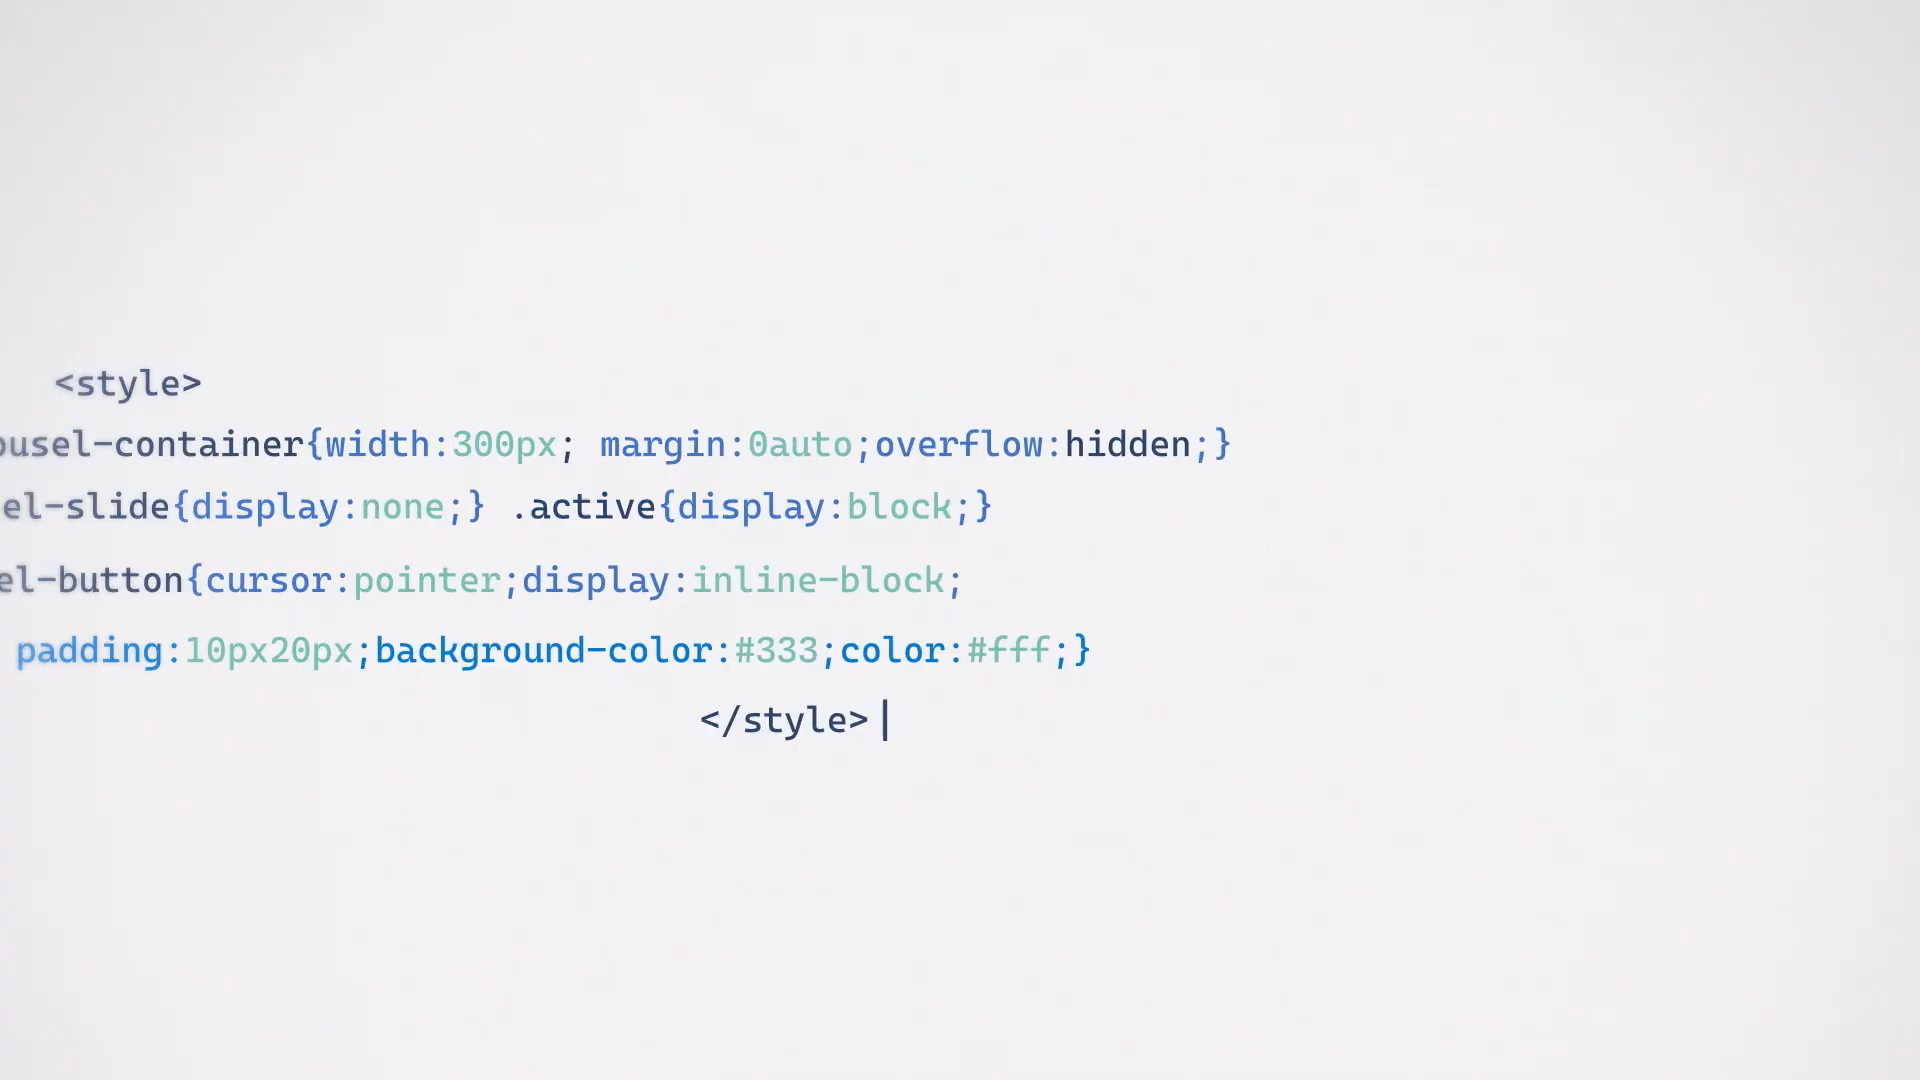 <style>
ousel-container{width:300px; margin:0auto;overflow:hidden;}
el-slide{display:none;} .active{display:block;}
el-button{cursor:pointer;display:inline-block;
padding:10px20px;background-color:#333;color:#fff;}
</style>|